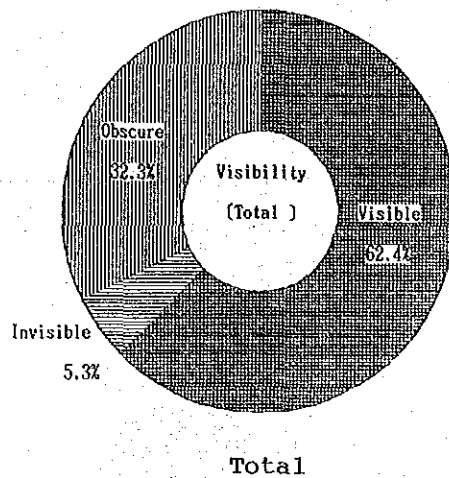 Obscure
32.3%
Visibility
(Total )
Visible
62.4%
Invisible
5.3%
Total